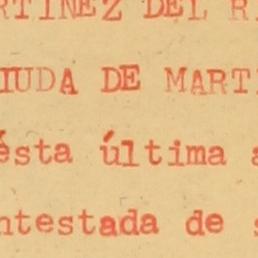 RTINEZ DEL R
IUDA DE MART
ésta última a
ntestada de s